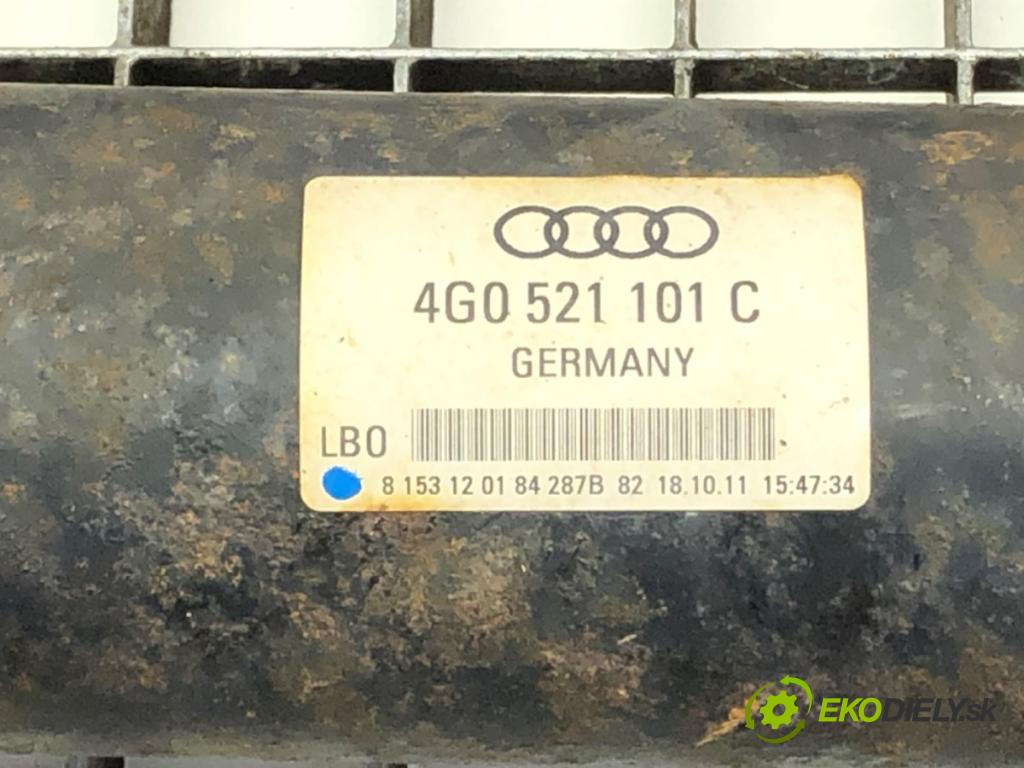 4G0 521 101 C
GERMANY
LB0
8 153 12 01 84 287B 82 18.10.11 15:47:34
EKODIELY.sk